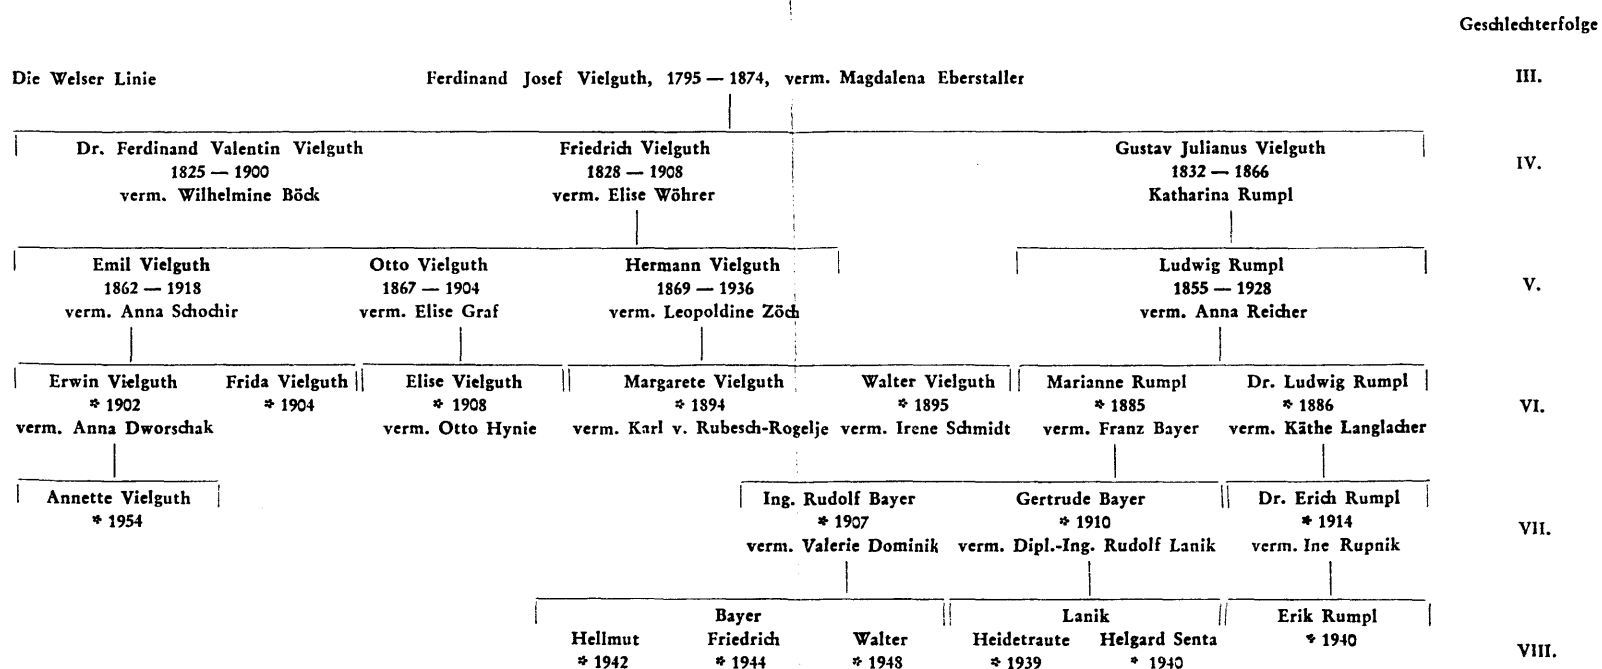 Geschlechterfolge
Die Welser Linie Ferdinand Josef Vielguth, 1795 — 1874, verm. Magdalena Eberstaller III.
Dr. Ferdinand Valentin Vielguth Friedrich Vielguth Gustav Julianus Vielguth
1825 — 1900 1828 — 1908 1832 — 1866 IV.
verm. Wilhelmine Böck verm. Elise Wöhrer Katharina Rumpl
Emil Vielguth Otto Vielguth Hermann Vielguth Ludwig Rumpl
1862 — 1918 1867 — 1904 1869 — 1936 1855 — 1928 V.
verm. Anna Schochir verm. Elise Graf verm. Leopoldine Zöch verm. Anna Reicher
Erwin Vielguth Frida Vielguth Elise Vielguth Margarete Vielguth Walter Vielguth Marianne Rumpl Dr. Ludwig Rumpl
* 1902 * 1904 * 1908 * 1894 * 1895 * 1885 * 1886 VI.
verm. Anna Dworschak verm. Otto Hynie verm. Karl v. Rubesch-Rogelje verm. Irene Schmidt verm. Franz Bayer verm. Käthe Langlacher
Annette Vielguth Ing. Rudolf Bayer Gertrude Bayer Dr. Erich Rumpl
* 1954 * 1907 * 1910 * 1914 VII.
verm. Valerie Dominik verm. Dipl.-Ing. Rudolf Lanik verm. Ine Rupnik
Bayer Lanik Erik Rumpl
Hellmut Friedrich Walter Heidetraute Helgard Senta * 1940 VIII.
* 1942 * 1944 * 1948 * 1939 * 1940